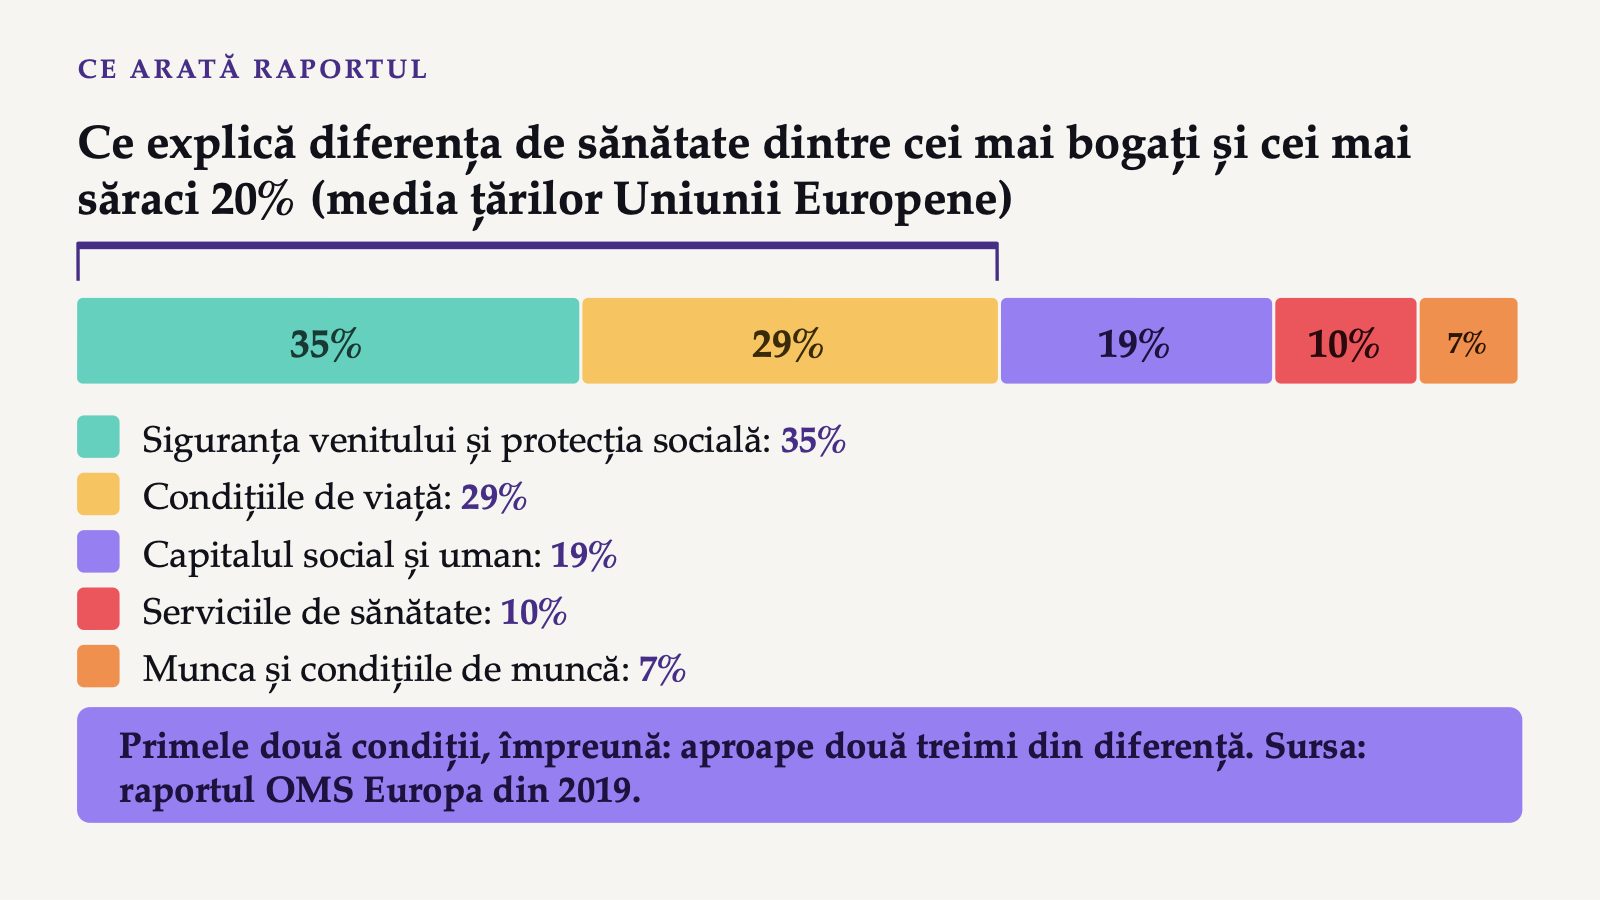 CE ARATĂ RAPORTUL
Ce explică diferența de sănătate dintre cei mai bogați și cei mai
săraci 20% (media țărilor Uniunii Europene)
35%
29%
19%
10%
7%
Siguranța venitului și protecția socială: 35%
Condițiile de viață: 29%
Capitalul social și uman: 19%
Serviciile de sănătate: 10%
Munca și condițiile de muncă: 7%
Primele două condiții, împreună: aproape două treimi din diferență. Sursa:
raportul OMS Europa din 2019.